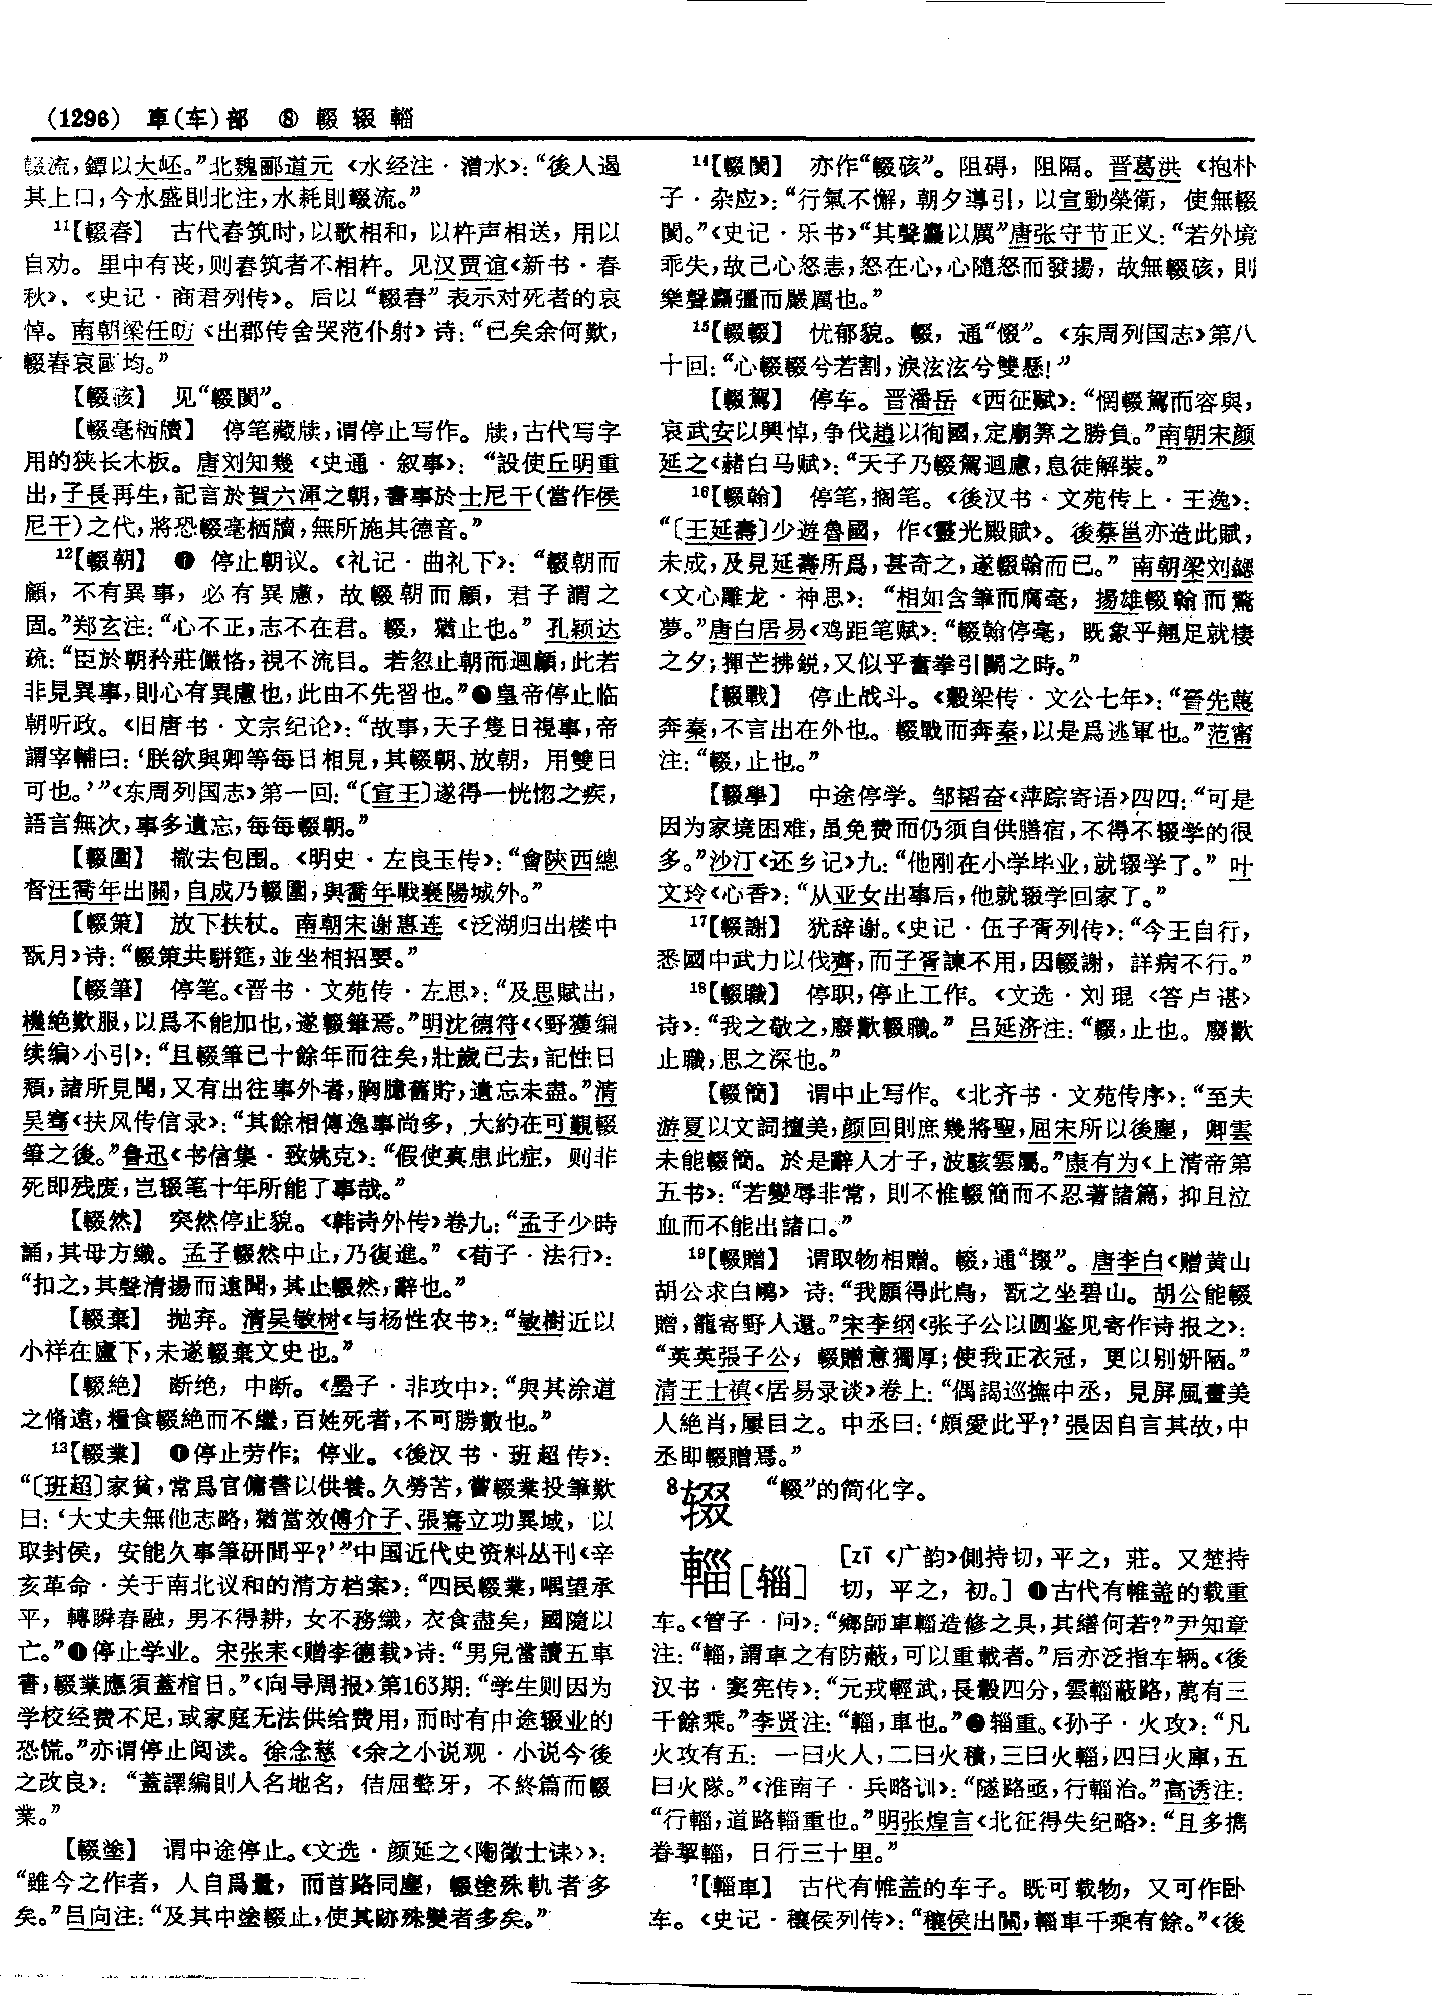 (1296) 車(车)部 ⑧ 輟 辍 輜
輟流,鐔以大岯。”北魏酈道元《水经注·漕水》:“後人遏
其上口,今水盛則北注,水耗則輟流。”
11【輟舂】 古代舂筑时,以歌相和,以杵声相送,用以
自劝。里中有丧,则舂筑者不相杵。见汉贾谊《新书·春
秋》、《史记·商君列传》。后以“輟舂”表示对死者的哀
悼。南朝梁任昉《出郡传舍哭范仆射》诗:“已矣余何歎,
輟舂哀國均。”
【輟硋】 见“輟閡”。
【輟毫栖牘】 停笔藏牍,谓停止写作。牍,古代写字
用的狭长木板。唐刘知幾《史通·叙事》:“設使丘明重
出,子長再生,記言於賀六渾之朝,書事於士尼干(當作侯
尼干)之代,將恐輟毫栖牘,無所施其德音。”
12【輟朝】 ❶停止朝议。《礼记·曲礼下》:“輟朝而
顧,不有異事,必有異慮,故輟朝而顧,君子謂之
固。”郑玄注:“心不正,志不在君。輟,猶止也。”孔颖达
疏:“臣於朝矜莊儼恪,視不流目。若忽止朝而迴顧,此若
非見異事,則心有異慮也,此由不先習也。”❷皇帝停止临
朝听政。《旧唐书·文宗纪论》:“故事,天子隻日視事,帝
謂宰輔曰:‘朕欲與卿等每日相見,其輟朝、放朝,用雙日
可也。’”《东周列国志》第一回:“〔宣王〕遂得一恍惚之疾,
語言無次,事多遺忘,每每輟朝。”
【輟圍】 撤去包围。《明史·左良玉传》:“會陝西總
督汪喬年出關,自成乃輟圍,與喬年戰襄陽城外。”
【輟策】 放下扶杖。南朝宋谢惠连《泛湖归出楼中
翫月》诗:“輟策共駢筵,並坐相招要。”
【輟筆】 停笔。《晋书·文苑传·左思》:“及思賦出,
機絶歎服,以爲不能加也,遂輟筆焉。”明沈德符《〈野獲编
续编〉小引》:“且輟筆已十餘年而往矣,壯歲已去,記性日
頹,諸所見聞,又有出往事外者,胸臆舊貯,遺忘未盡。”清
吴骞《扶风传信录》:“其餘相傳逸事尚多,大約在可觀輟
筆之後。”鲁迅《书信集·致姚克》:“假使真患此症,则非
死即残废,岂辍笔十年所能了事哉。”
【輟然】 突然停止貌。《韩诗外传》卷九:“孟子少時
誦,其母方織。孟子輟然中止,乃復進。”《荀子·法行》:
“扣之,其聲清揚而遠聞,其止輟然,辭也。”
【輟棄】 抛弃。清吴敏树《与杨性农书》:“敏樹近以
小祥在廬下,未遂輟棄文史也。”
【輟絶】 断绝,中断。《墨子·非攻中》:“與其涂道
之脩遠,糧食輟絶而不繼,百姓死者,不可勝數也。”
13【輟業】 ❶停止劳作;停业。《後汉书·班超传》:
“〔班超〕家貧,常爲官傭書以供養。久勞苦,嘗輟業投筆歎
曰:‘大丈夫無他志略,猶當效傅介子、張騫立功異域,以
取封侯,安能久事筆研間乎?’”中国近代史资料丛刊《辛
亥革命·关于南北议和的清方档案》:“四民輟業,喁望承
平,轉瞬春融,男不得耕,女不務織,衣食盡矣,國隨以
亡。”❷停止学业。宋张耒《赠李德载》诗:“男兒當讀五車
書,輟業應須蓋棺日。”《向导周报》第163期:“学生则因为
学校经费不足,或家庭无法供给费用,而时有中途辍业的
恐慌。”亦谓停止阅读。徐念慈《余之小说观·小说今後
之改良》:“蓋譯編則人名地名,佶屈聱牙,不終篇而輟
業。”
【輟塗】 谓中途停止。《文选·颜延之〈陶徵士诔〉》:
“雖今之作者,人自爲量,而首路同塵,輟塗殊軌者多
矣。”吕向注:“及其中塗輟止,使其跡殊變者多矣。”
14【輟閡】 亦作“輟硋”。阻碍,阻隔。晋葛洪《抱朴
子·杂应》:“行氣不懈,朝夕導引,以宣動榮衛,使無輟
閡。”《史记·乐书》“其聲麤以厲”唐张守节正义:“若外境
乖失,故己心怒恚,怒在心,心隨怒而發揚,故無輟硋,則
樂聲麤彊而嚴厲也。”
15【輟輟】 忧郁貌。輟,通“惙”。《东周列国志》第八
十回:“心輟輟兮若割,淚泫泫兮雙懸!”
【輟駕】 停车。晋潘岳《西征赋》:“惘輟駕而容與,
哀武安以興悼,争伐趙以徇國,定廟筭之勝負。”南朝宋颜
延之《赭白马赋》:“天子乃輟駕迴慮,息徒解裝。”
16【輟翰】 停笔,搁笔。《後汉书·文苑传上·王逸》:
“〔王延壽〕少遊魯國,作《靈光殿賦》。後蔡邕亦造此賦,
未成,及見延壽所爲,甚奇之,遂輟翰而已。”南朝梁刘勰
《文心雕龙·神思》:“相如含筆而腐毫,揚雄輟翰而驚
夢。”唐白居易《鸡距笔赋》:“輟翰停毫,既象乎翹足就棲
之夕;揮芒拂鋭,又似乎奮拳引鬭之時。”
【輟戰】 停止战斗。《穀梁传·文公七年》:“晉先蔑
奔秦,不言出在外也。輟戰而奔秦,以是爲逃軍也。”范甯
注:“輟,止也。”
【輟學】 中途停学。邹韬奋《萍踪寄语》四四:“可是
因为家境困难,虽免费而仍须自供膳宿,不得不辍学的很
多。”沙汀《还乡记》九:“他刚在小学毕业,就辍学了。”叶
文玲《心香》:“从亚女出事后,他就辍学回家了。”
17【輟謝】 犹辞谢。《史记·伍子胥列传》:“今王自行,
悉國中武力以伐齊,而子胥諫不用,因輟謝,詳病不行。”
18【輟職】 停职,停止工作。《文选·刘琨〈答卢谌〉
诗》:“我之敬之,廢歡輟職。”吕延济注:“輟,止也。廢歡
止職,思之深也。”
【輟簡】 谓中止写作。《北齐书·文苑传序》:“至夫
游夏以文詞擅美,颜回則庶幾將聖,屈宋所以後塵,卿雲
未能輟簡。於是辭人才子,波駭雲屬。”康有为《上清帝第
五书》:“若變辱非常,則不惟輟簡而不忍著諸篇,抑且泣
血而不能出諸口。”
19【輟贈】 谓取物相赠。輟,通“掇”。唐李白《赠黄山
胡公求白鹇》诗:“我願得此鳥,翫之坐碧山。胡公能輟
贈,籠寄野人還。”宋李纲《张子公以圆鉴见寄作诗报之》:
“英英張子公,輟贈意獨厚;使我正衣冠,更以别妍陋。”
清王士禛《居易录谈》卷上:“偶謁巡撫中丞,見屏風畫美
人絶肖,屢目之。中丞曰:‘頗愛此乎?’張因自言其故,中
丞即輟贈焉。”
8辍 “輟”的简化字。
輜[辎] [zī 《广韵》側持切,平之,莊。又楚持
切,平之,初。] ❶古代有帷盖的载重
车。《管子·问》:“鄉師車輜造修之具,其繕何若?”尹知章
注:“輜,謂車之有防蔽,可以重載者。”后亦泛指车辆。《後
汉书·窦宪传》:“元戎輕武,長轂四分,雲輜蔽路,萬有三
千餘乘。”李贤注:“輜,車也。”❷辎重。《孙子·火攻》:“凡
火攻有五:一曰火人,二曰火積,三曰火輜,四曰火庫,五
曰火隊。”《淮南子·兵略训》:“隧路亟,行輜治。”高诱注:
“行輜,道路輜重也。”明张煌言《北征得失纪略》:“且多攜
眷挈輜,日行三十里。”
7【輜車】 古代有帷盖的车子。既可载物,又可作卧
车。《史记·穰侯列传》:“穰侯出關,輜車千乘有餘。”《後